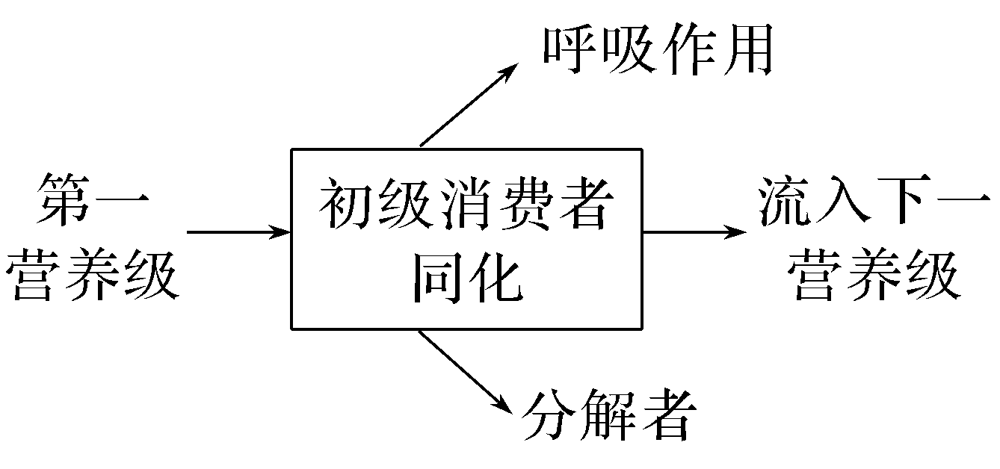 呼吸作用
第一
营养级
初级消费者
同化
流入下一
营养级
分解者